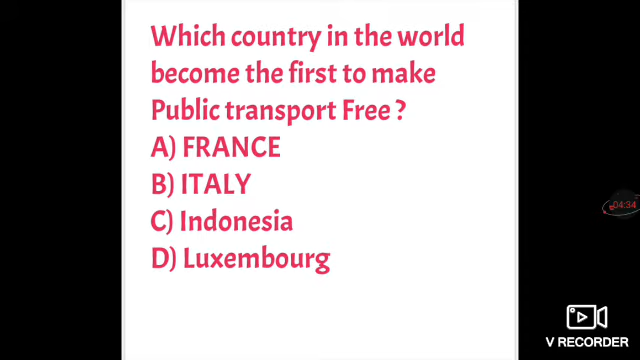 Which country in the world
become the first to make
Public transport Free ?
A) FRANCE
B) ITALY
C) Indonesia
D) Luxembourg
04:34
V RECORDER